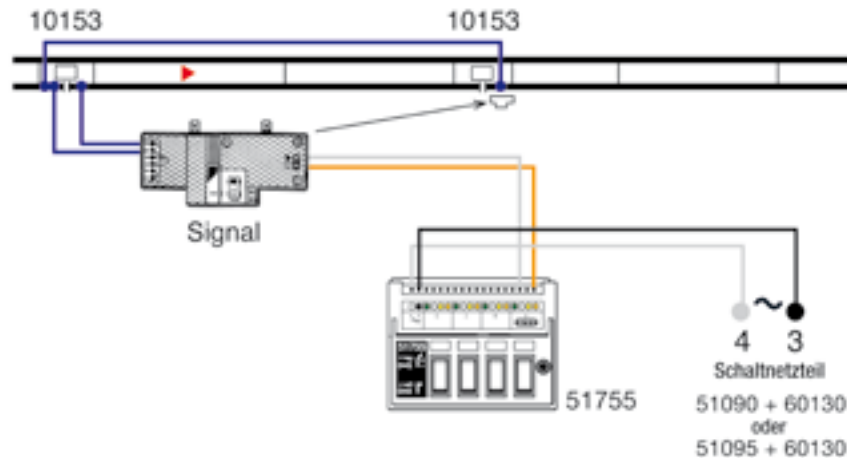 10153 10153
Signal
51755
4 ~ 3
Schaltnetzteil
51090 + 60130
oder
51095 + 60130